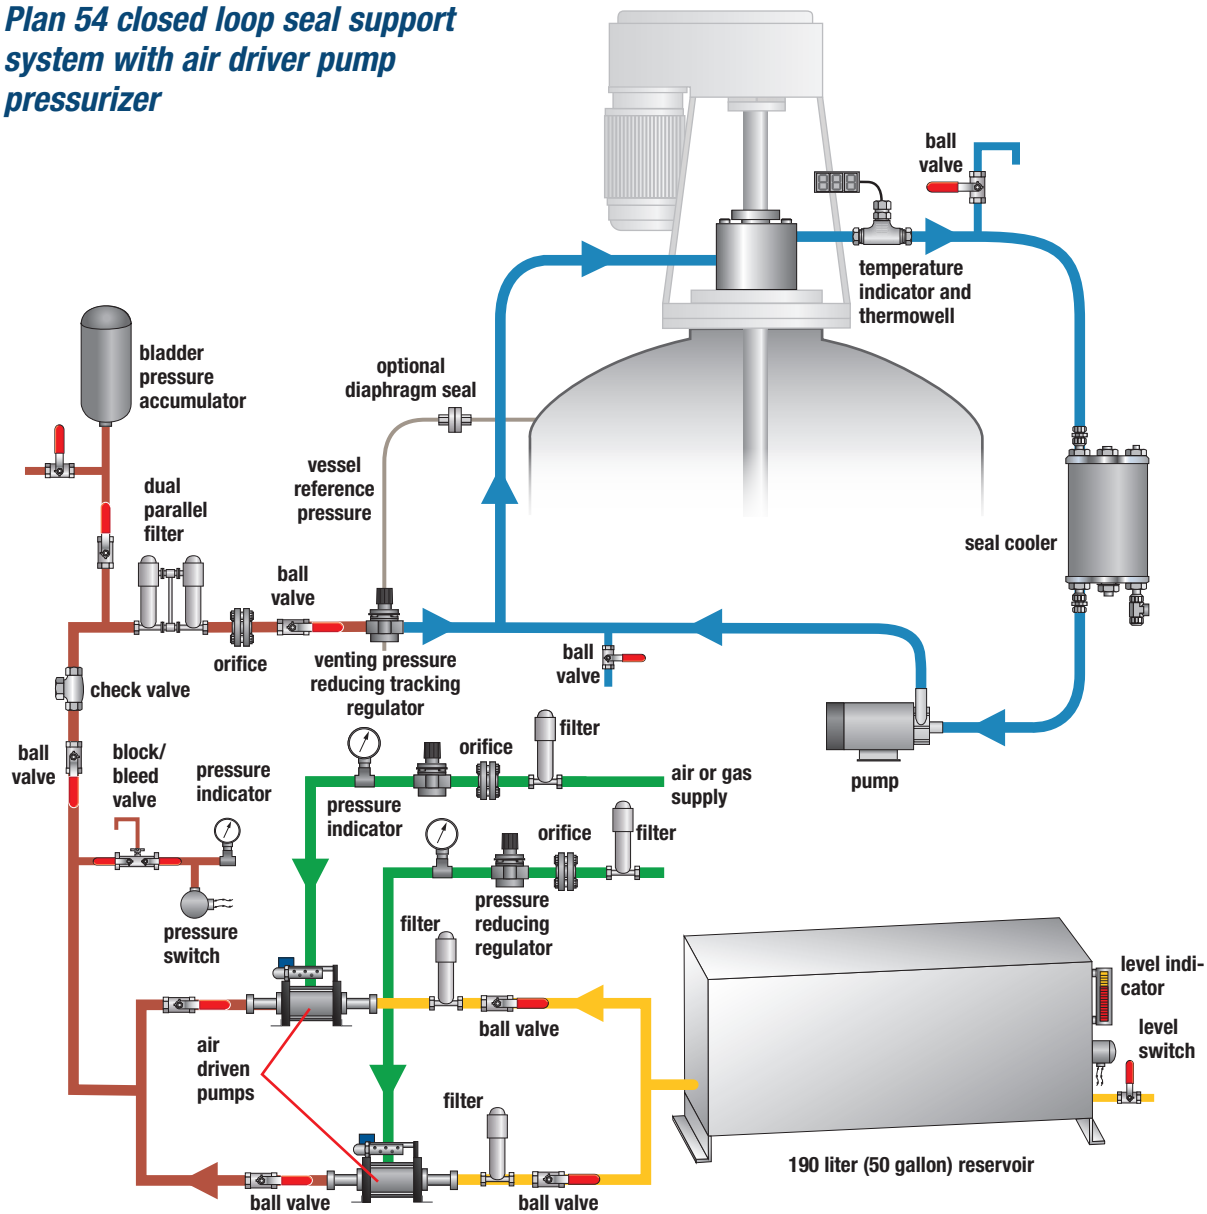 Plan 54 closed loop seal support
system with air driver pump
pressurizer
ball
valve
temperature
indicator and
thermowell
bladder
pressure
accumulator
optional
diaphragm seal
vessel
reference
pressure
dual
parallel
filter
seal cooler
ball
valve
orifice
venting pressure
reducing tracking
regulator
ball
valve
check valve
ball
valve
block/
bleed
valve
pressure
indicator
filter
orifice
air or gas
supply
pump
pressure
indicator
orifice
filter
pressure
reducing
regulator
pressure
switch
filter
level indi-
cator
level
switch
ball valve
air
driven
pumps
filter
190 liter (50 gallon) reservoir
ball valve
ball valve